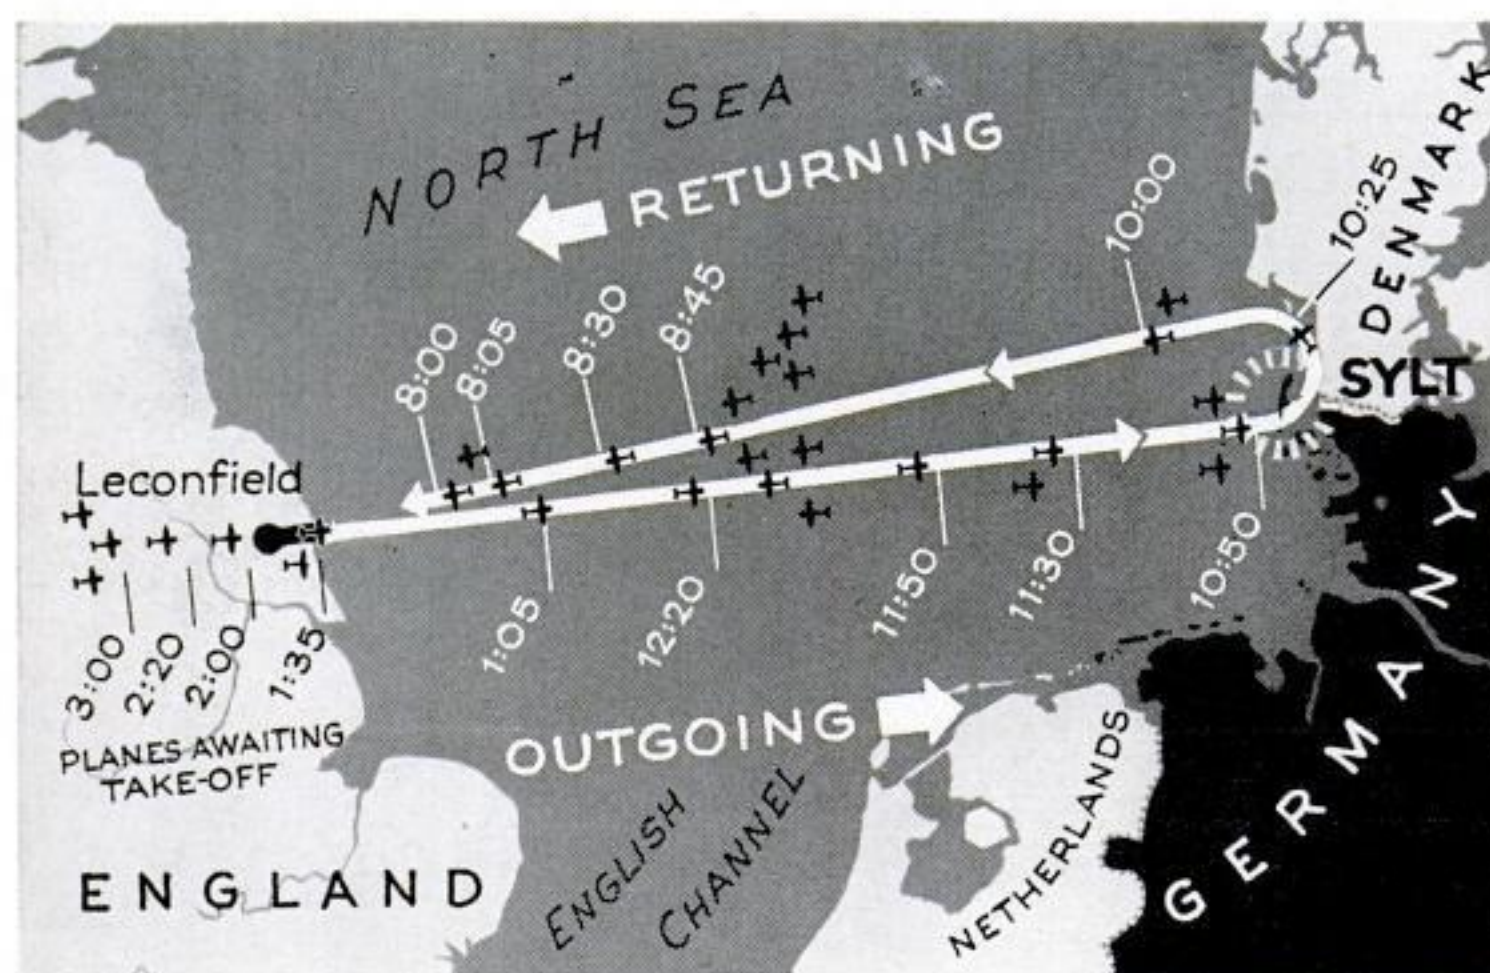 NORTH SEA
RETURNING
10:00
10:25
DENMARK
SYLT
8:00
8:05
8:30
8:45
Leconfield
3:00
2:20
2:00
1:35
1:05
12:20
11:50
11:30
10:50
PLANES AWAITING
TAKE-OFF
OUTGOING
ENGLISH
CHANNEL
NETHERLANDS
ENGLAND
GERMANY